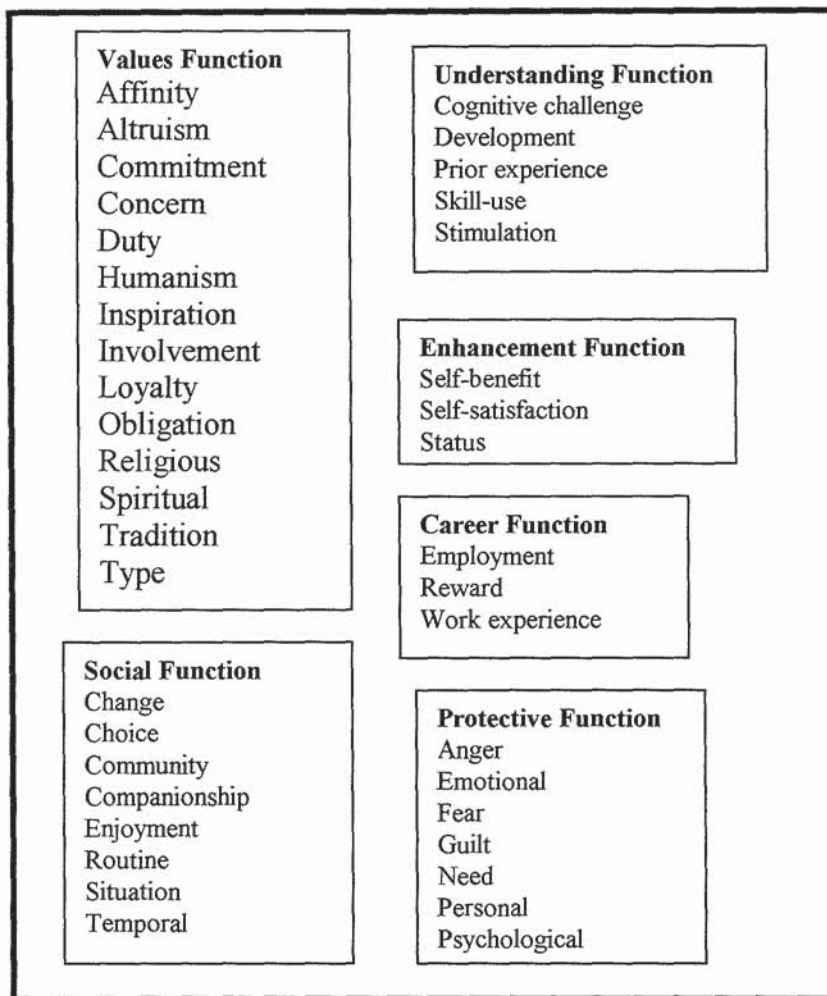 Values Function
Affinity
Altruism
Commitment
Concern
Duty
Humanism
Inspiration
Involvement
Loyalty
Obligation
Religious
Spiritual
Tradition
Type
Social Function
Change
Choice
Community
Companionship
Enjoyment
Routine
Situation
Temporal
Understanding Function
Cognitive challenge
Development
Prior experience
Skill-use
Stimulation
Enhancement Function
Self-benefit
Self-satisfaction
Status
Career Function
Employment
Reward
Work experience
Protective Function
Anger
Emotional
Fear
Guilt
Need
Personal
Psychological